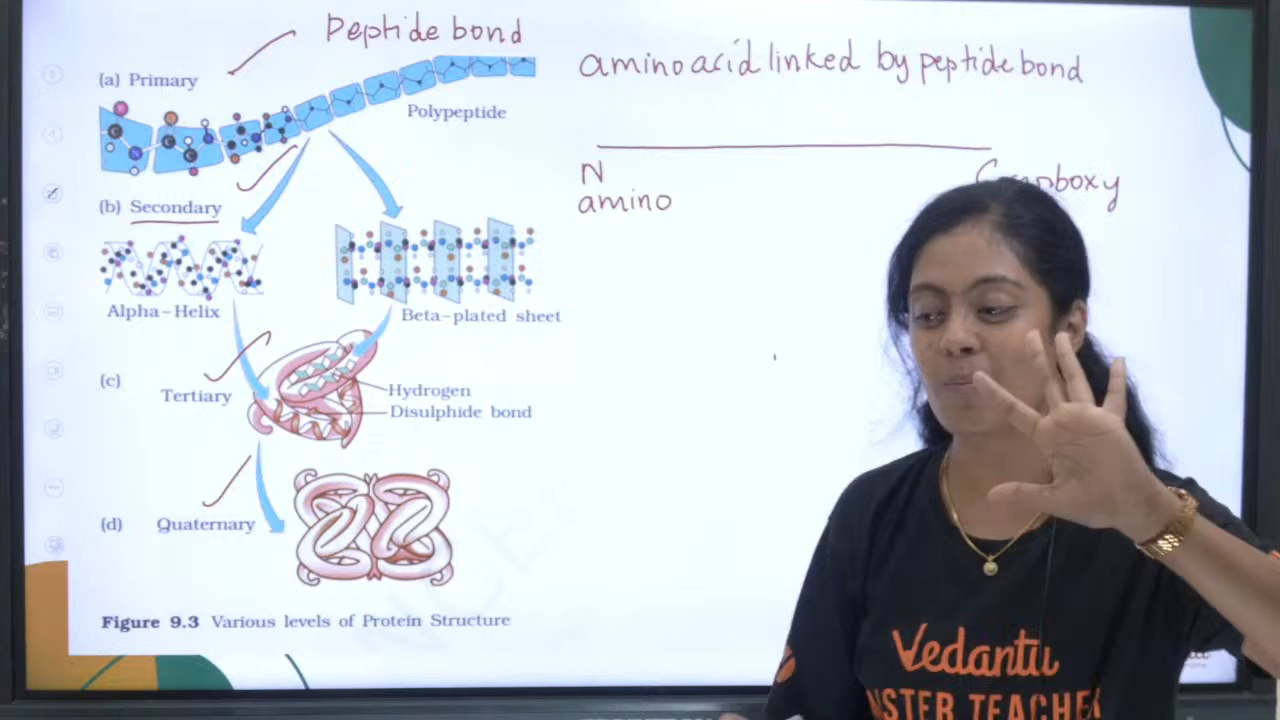 Peptide bond
(a) Primary
Polypeptide
(b) Secondary
Alpha-Helix
Beta-plated sheet
(c) Tertiary
Hydrogen
Disulphide bond
(d) Quaternary
Figure 9.3 Various levels of Protein Structure
amino acid linked by peptide bond
N
amino
C
Vedantu